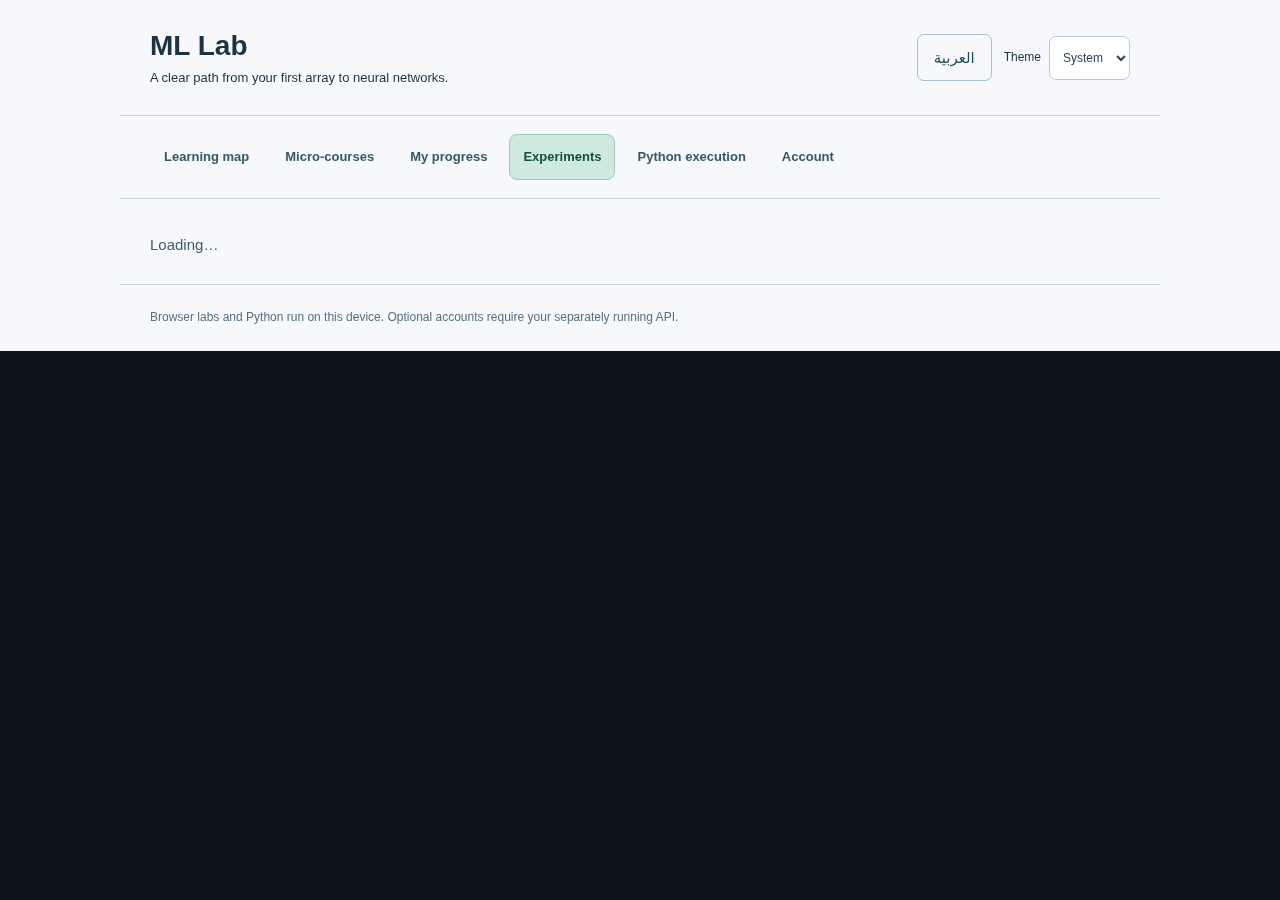 ML Lab
A clear path from your first array to neural networks.
العربية
Theme
System
Learning map
Micro-courses
My progress
Experiments
Python execution
Account
Loading…
Browser labs and Python run on this device. Optional accounts require your separately running API.